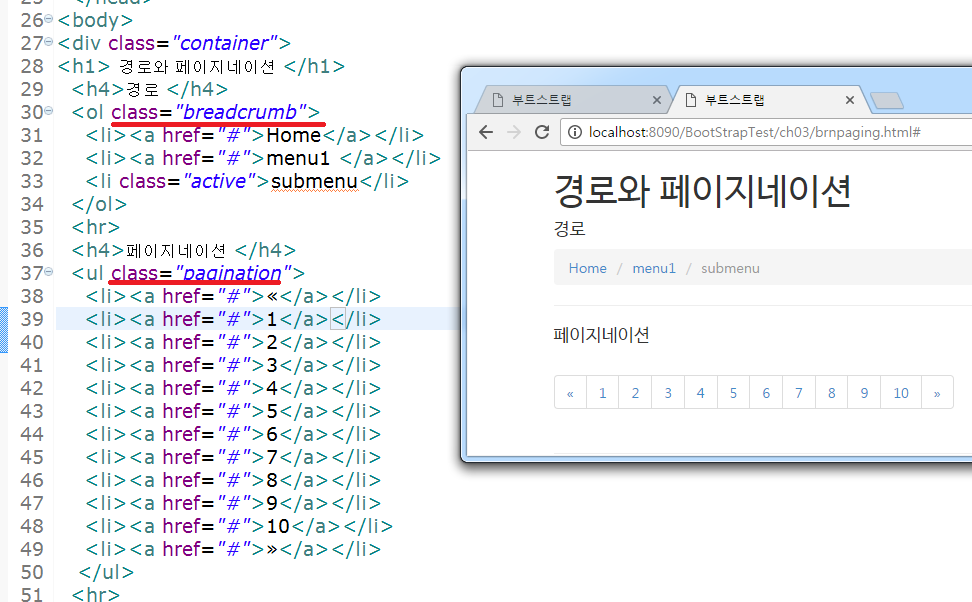 25 </head>
26 <body>
27 <div class="container">
28 <h1> 경로와 페이지네이션 </h1>
29 <h4>경로 </h4>
30 <ol class="breadcrumb">
31 <li><a href="#">Home</a></li>
32 <li><a href="#">menu1 </a></li>
33 <li class="active">submenu</li>
34 </ol>
35 <hr>
36 <h4>페이지네이션 </h4>
37 <ul class="pagination">
38 <li><a href="#">«</a></li>
39 <li><a href="#">1</a></li>
40 <li><a href="#">2</a></li>
41 <li><a href="#">3</a></li>
42 <li><a href="#">4</a></li>
43 <li><a href="#">5</a></li>
44 <li><a href="#">6</a></li>
45 <li><a href="#">7</a></li>
46 <li><a href="#">8</a></li>
47 <li><a href="#">9</a></li>
48 <li><a href="#">10</a></li>
49 <li><a href="#">»</a></li>
50 </ul>
51 <hr>
부트스트랩 부트스트랩
localhost:8090/BootStrapTest/ch03/brnpaging.html#
경로와 페이지네이션
경로
Home / menu1 / submenu
페이지네이션
« 1 2 3 4 5 6 7 8 9 10 »